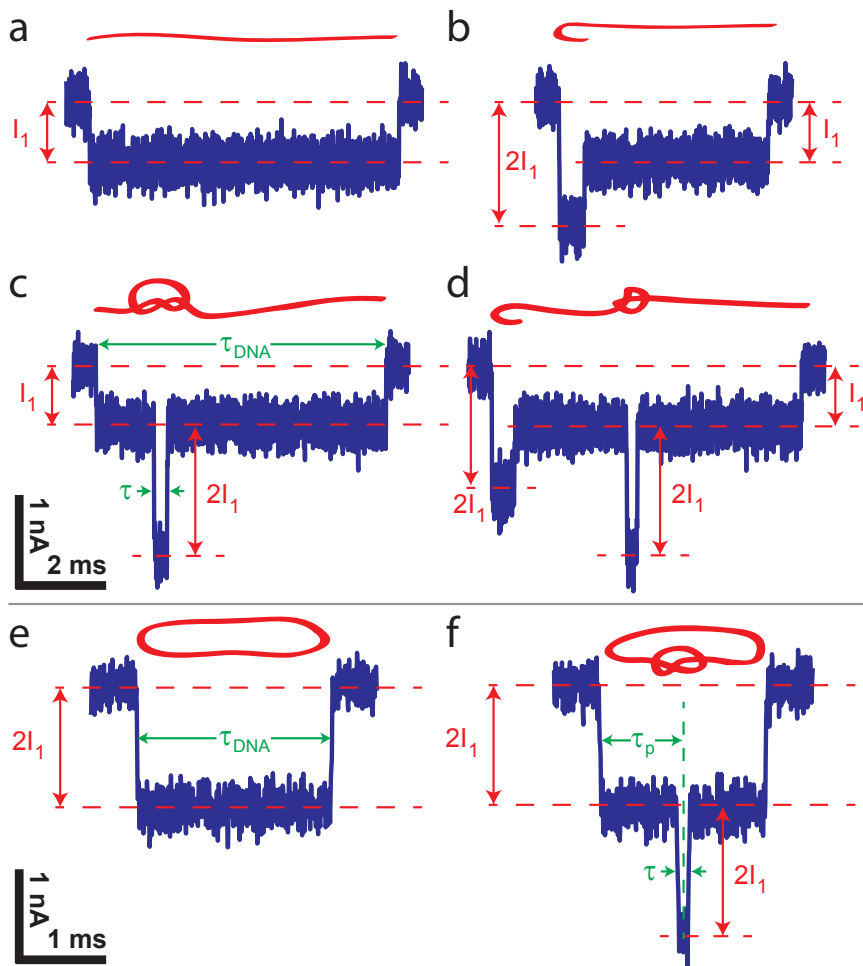 a
I₁
b
2I₁
I₁
c
τDNA
I₁
τ
2I₁
1 nA
2 ms
d
2I₁
2I₁
I₁
e
2I₁
τDNA
1 nA
1 ms
f
2I₁
τp
τ
2I₁